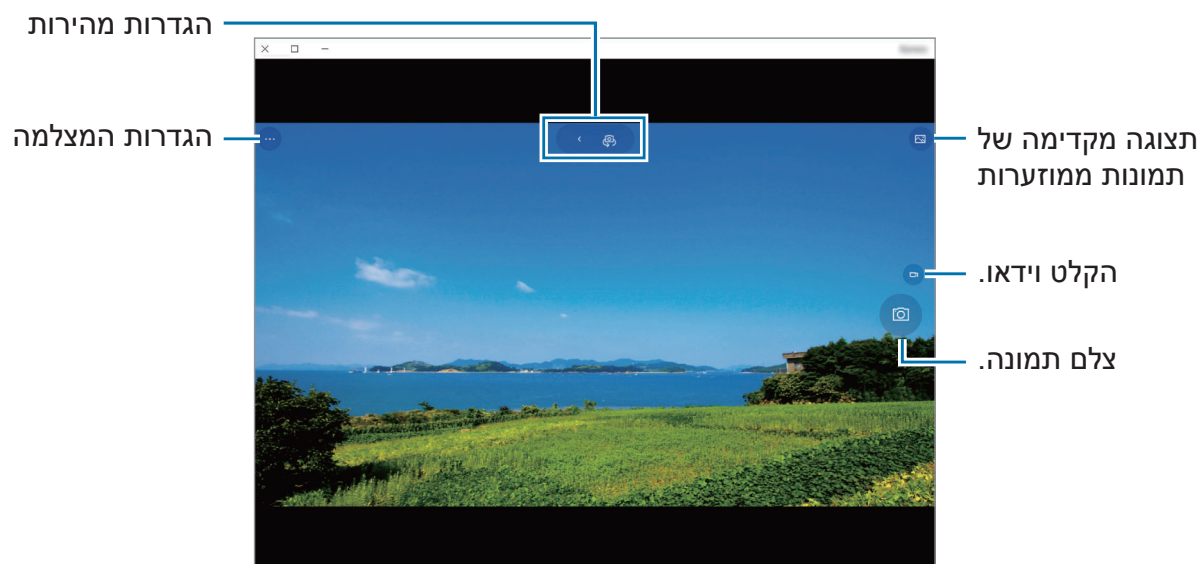 הגדרות מהירות
הגדרות המצלמה
תצוגה מקדימה של
תמונות ממוזערות
הקלט וידאו.
צלם תמונה.